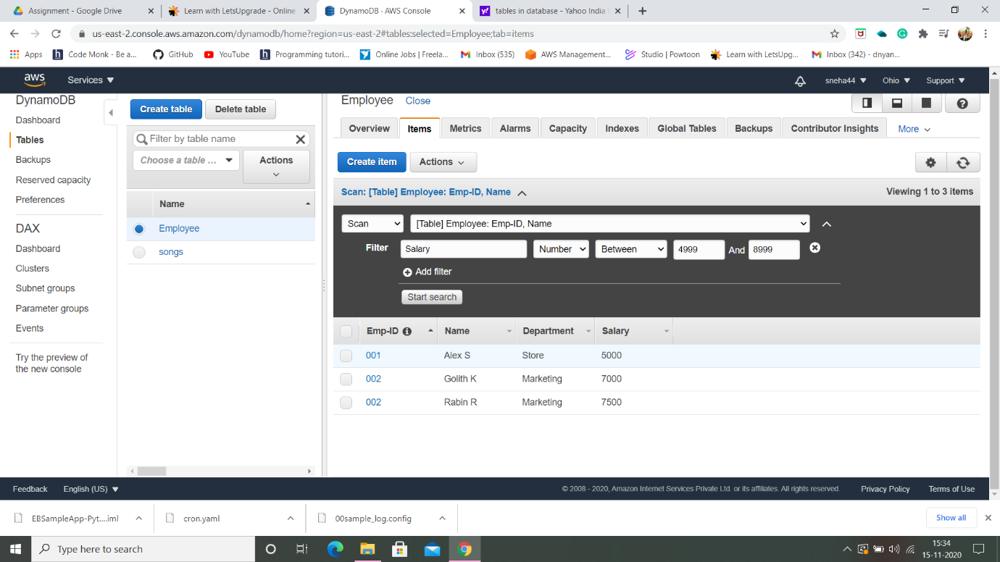 Assignment - Google Drive
Learn with LetsUpgrade - Online
DynamoDB · AWS Console
tables in database - Yahoo India
us-east-2.console.aws.amazon.com/dynamodb/home?region=us-east-2#tables:selected=Employee;tab=items
Apps
Code Monk - Be a...
GitHub
YouTube
Programming tutori...
Online Jobs | Freela...
Inbox (535)
AWS Management...
Studio | Powtoon
Learn with LetsUpg...
Inbox (342) - dnyan...
aws
Services
sneha44
Ohio
Support
DynamoDB
Dashboard
Tables
Backups
Reserved capacity
Preferences
DAX
Dashboard
Clusters
Subnet groups
Parameter groups
Events
Try the preview of
the new console
Create table
Delete table
Filter by table name
Choose a table ...
Actions
Name
Employee
songs
Employee Close
Overview
Items
Metrics
Alarms
Capacity
Indexes
Global Tables
Backups
Contributor Insights
More
Create item
Actions
Scan: [Table] Employee: Emp-ID, Name
Viewing 1 to 3 items
Scan
[Table] Employee: Emp-ID, Name
Filter Salary Number Between 4999 And 8999
Add filter
Start search
Emp-ID Name Department Salary
001 Alex S Store 5000
002 Golith K Marketing 7000
002 Rabin R Marketing 7500
Feedback
English (US)
© 2008 - 2020, Amazon Internet Services Private Ltd. or its affiliates. All rights reserved.
Privacy Policy
Terms of Use
EBSampleApp-Pyt....iml
cron.yaml
00sample_log.config
Show all
Type here to search
15:34
15-11-2020